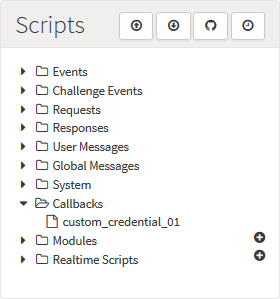 Scripts
Events
Challenge Events
Requests
Responses
User Messages
Global Messages
System
Callbacks
custom_credential_01
Modules
Realtime Scripts